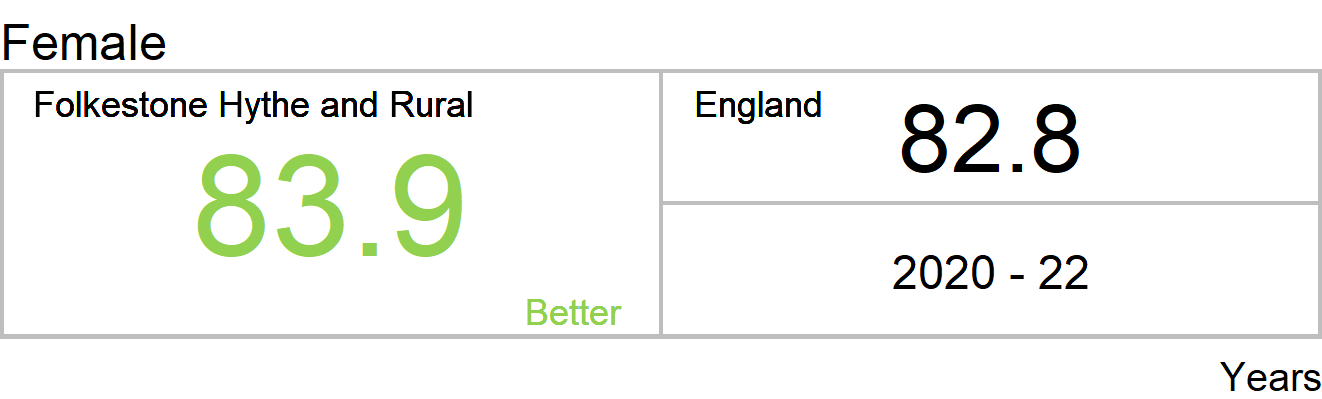 Female
Folkestone Hythe and Rural
83.9
Better
England
82.8
2020 - 22
Years